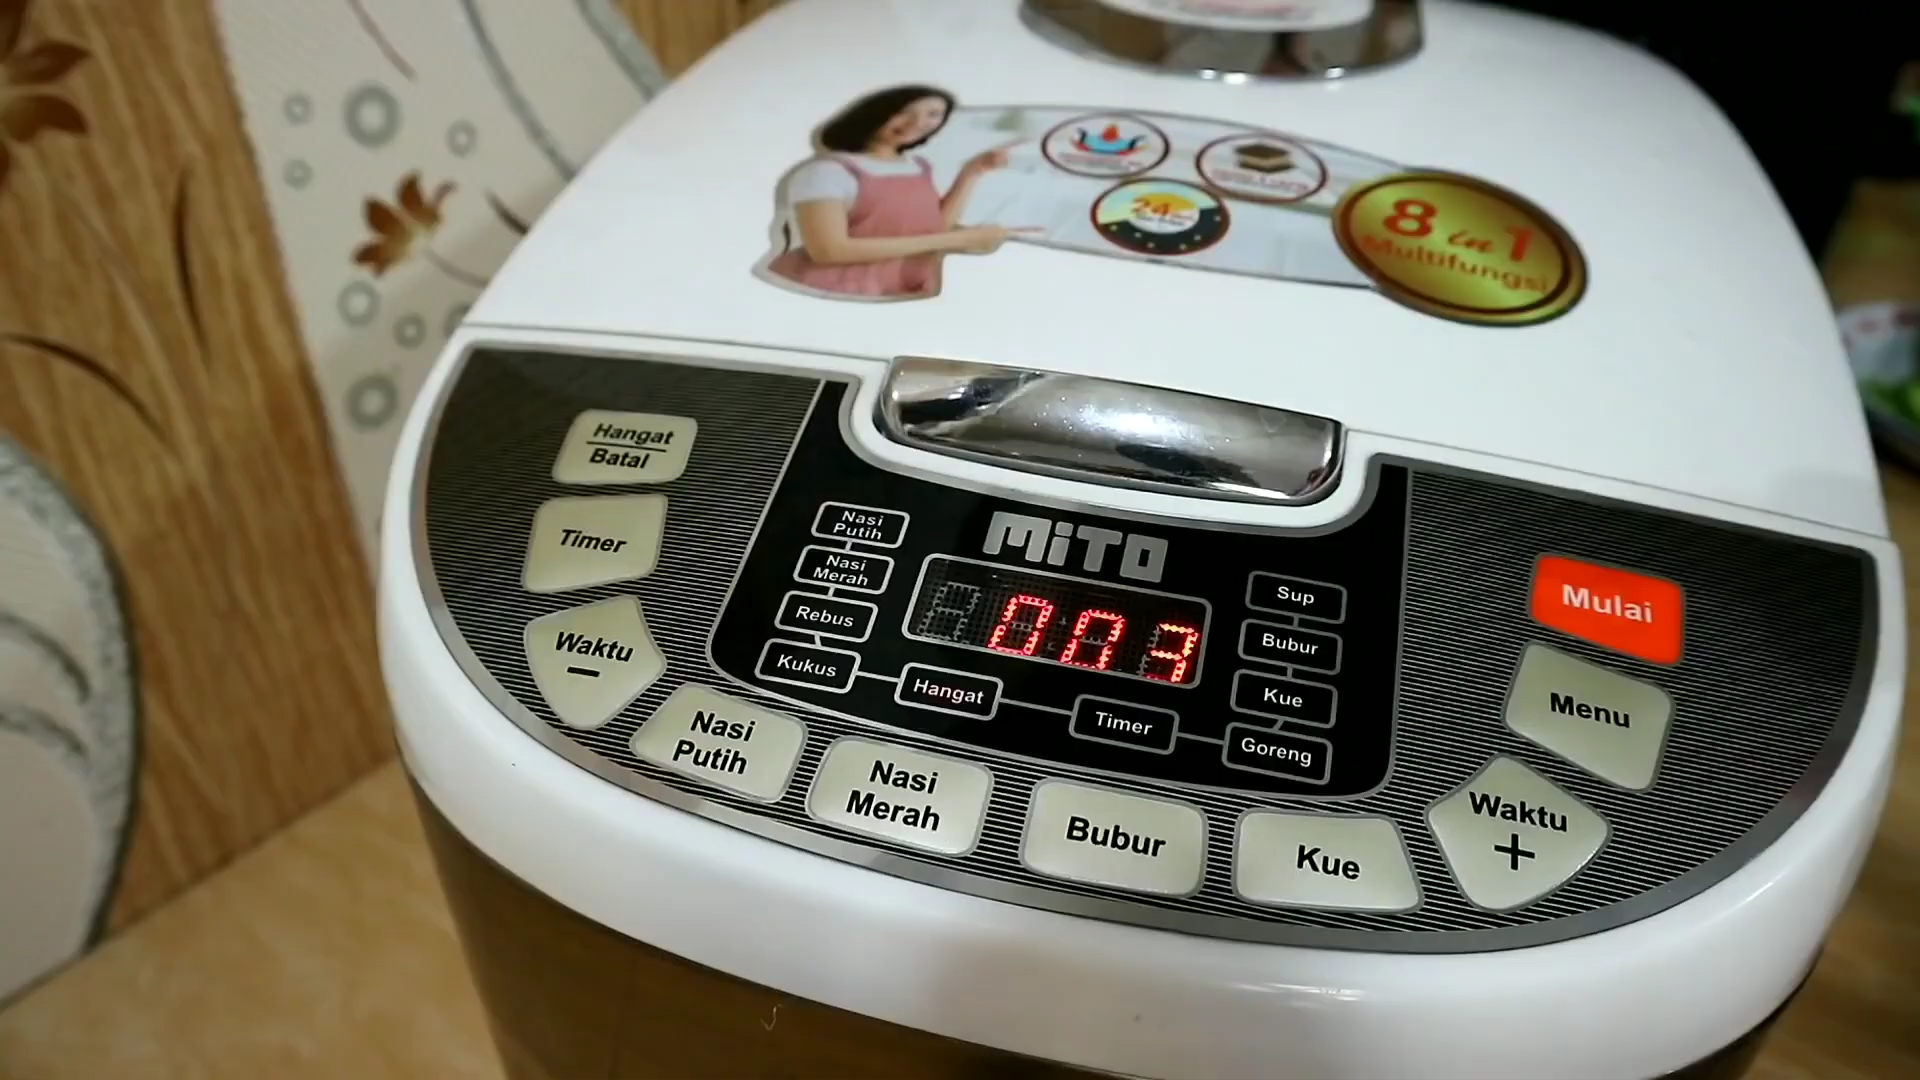 24
8 in 1
Multifungsi
Hangat
Batal
Timer
Waktu
−
Nasi
Putih
Nasi
Merah
Bubur
Kue
Waktu
+
Menu
Mulai
MiTO
Nasi
Putih
Nasi
Merah
Rebus
Kukus
Hangat
Timer
Goreng
Kue
Bubur
Sup